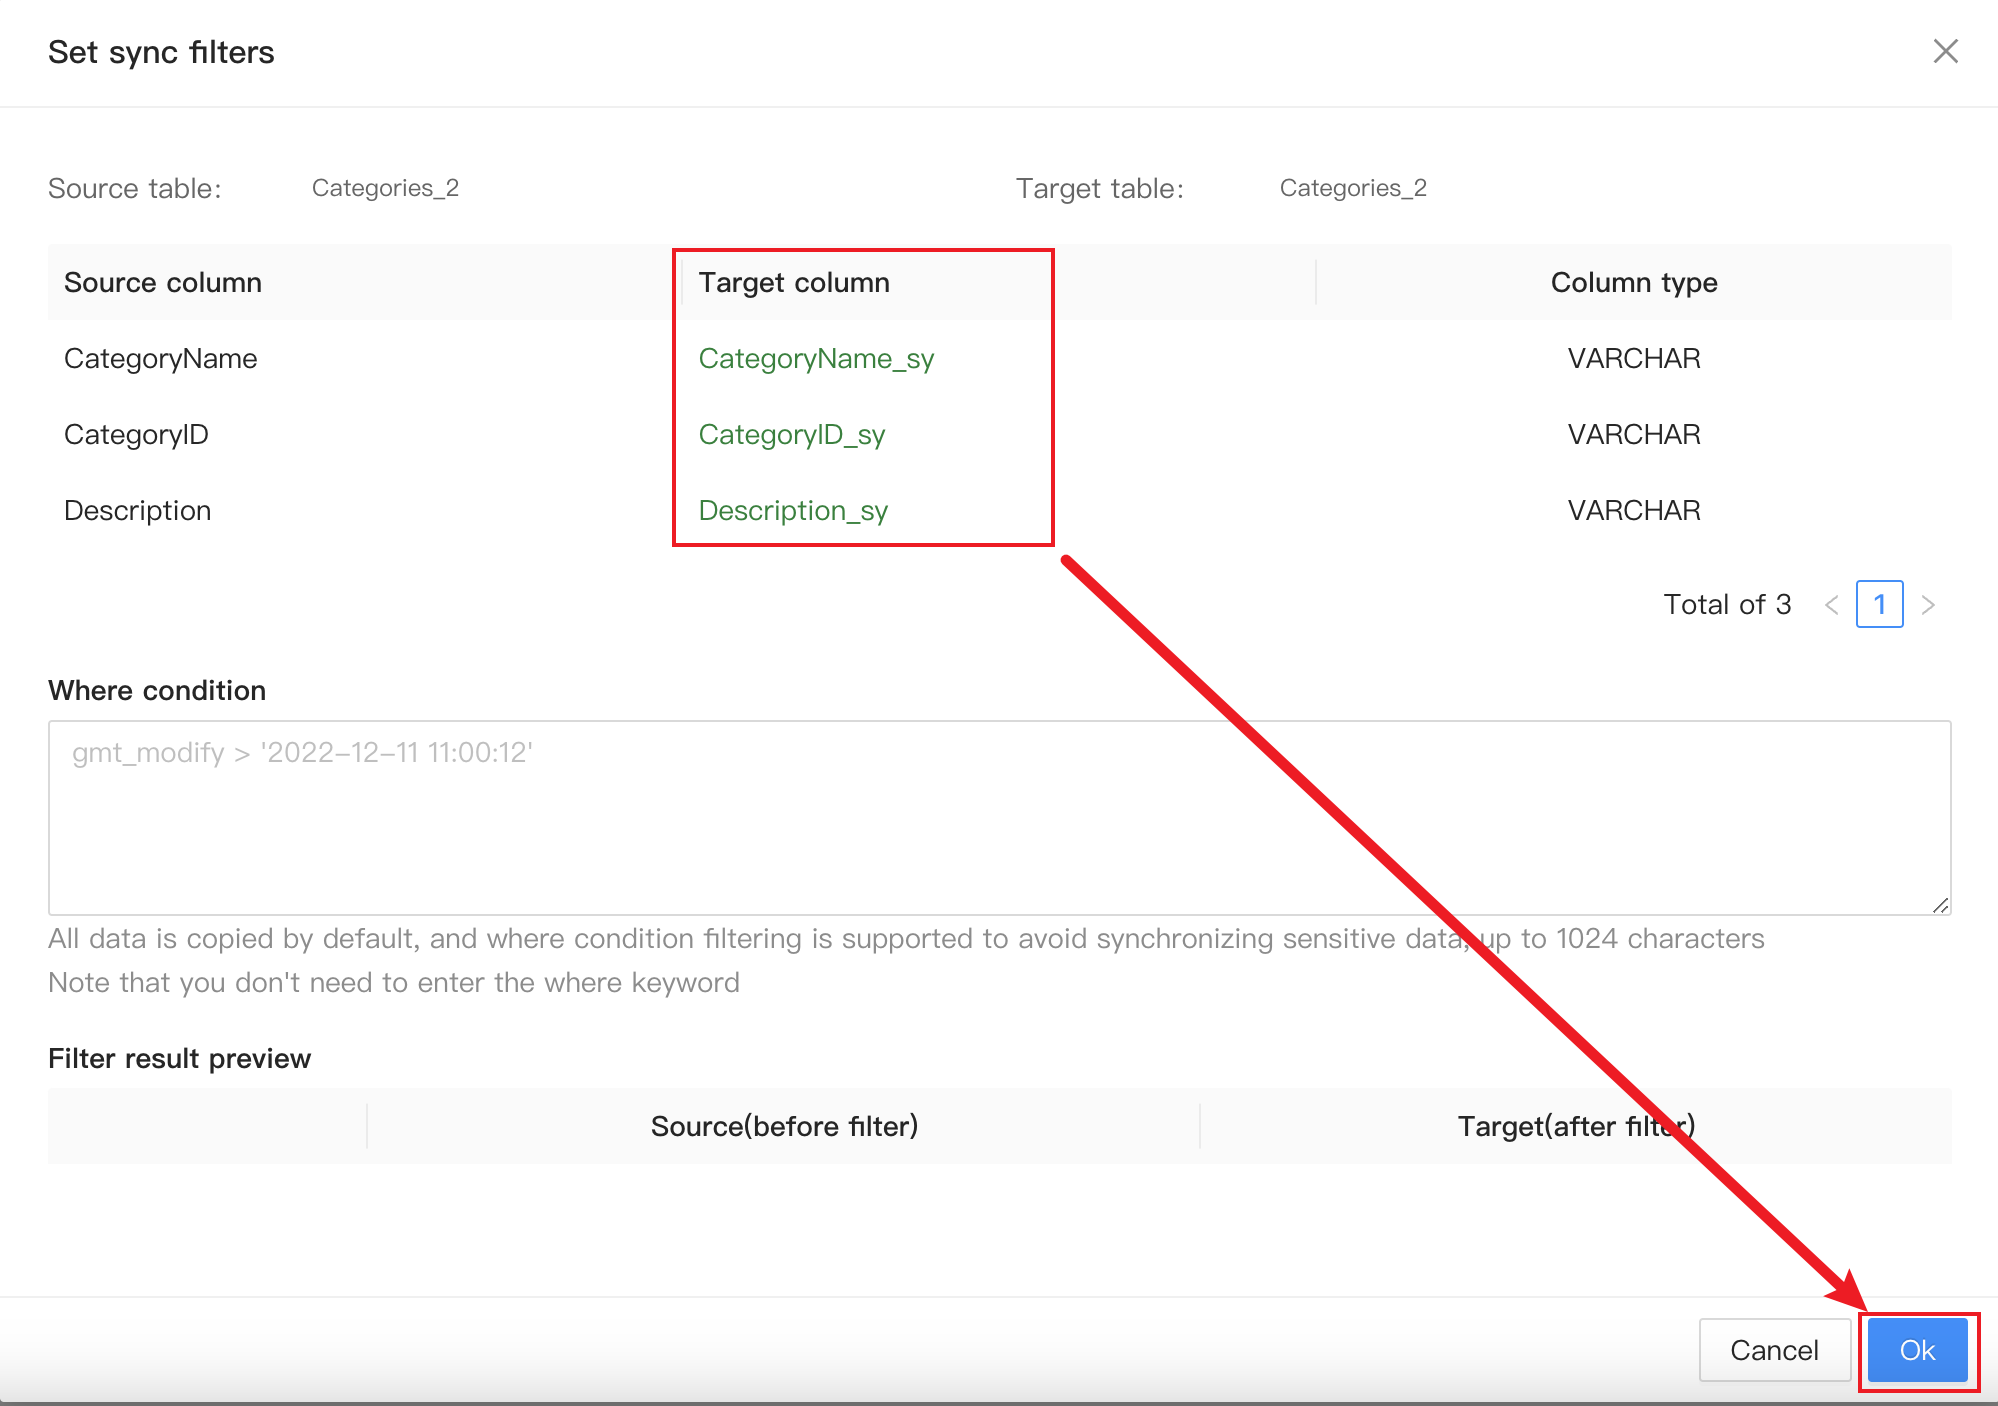 Set sync filters
Source table: Categories_2 Target table: Categories_2
Source column Target column Column type
CategoryName CategoryName_sy VARCHAR
CategoryID CategoryID_sy VARCHAR
Description Description_sy VARCHAR
Total of 3 < 1 >
Where condition
gmt_modify > '2022-12-11 11:00:12'
All data is copied by default, and where condition filtering is supported to avoid synchronizing sensitive data, up to 1024 characters
Note that you don't need to enter the where keyword
Filter result preview
Source(before filter) Target(after filter)
Cancel Ok